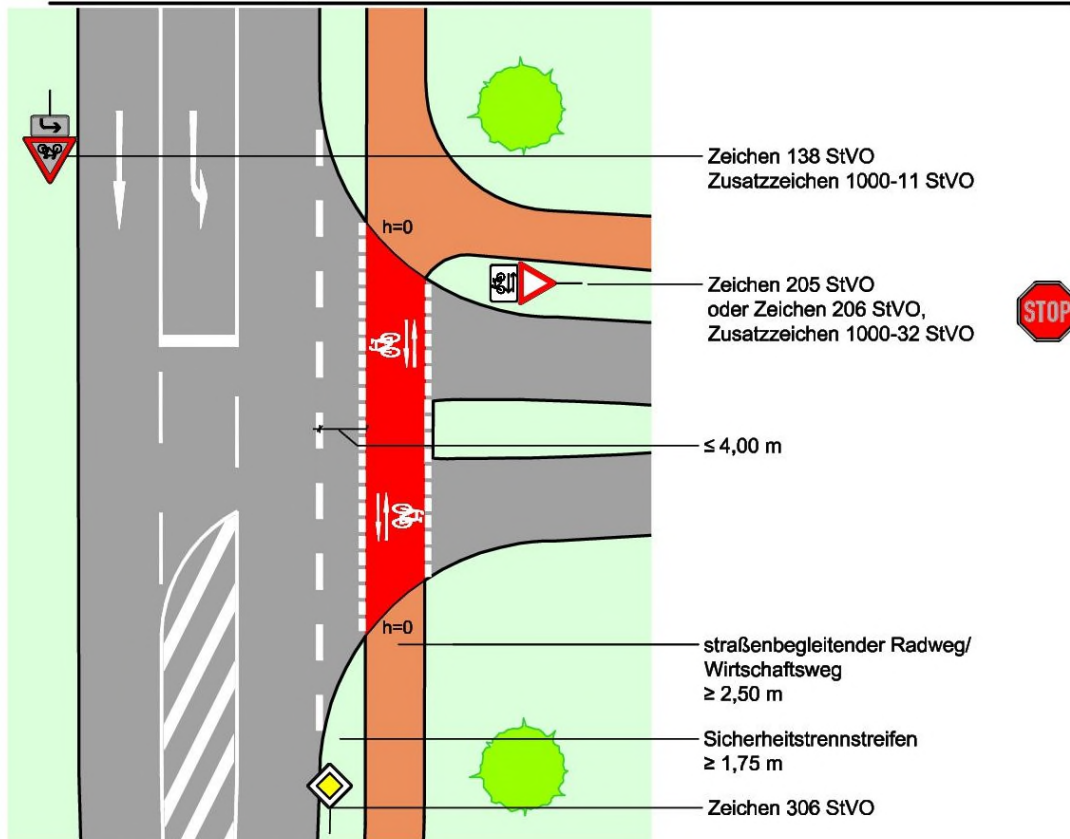 Zeichen 138 StVO
Zusatzzeichen 1000-11 StVO
h=0
Zeichen 205 StVO
oder Zeichen 206 StVO,
Zusatzzeichen 1000-32 StVO
STOP
≤ 4,00 m
h=0
straßenbegleitender Radweg/
Wirtschaftsweg
≥ 2,50 m
Sicherheitstrennstreifen
≥ 1,75 m
Zeichen 306 StVO